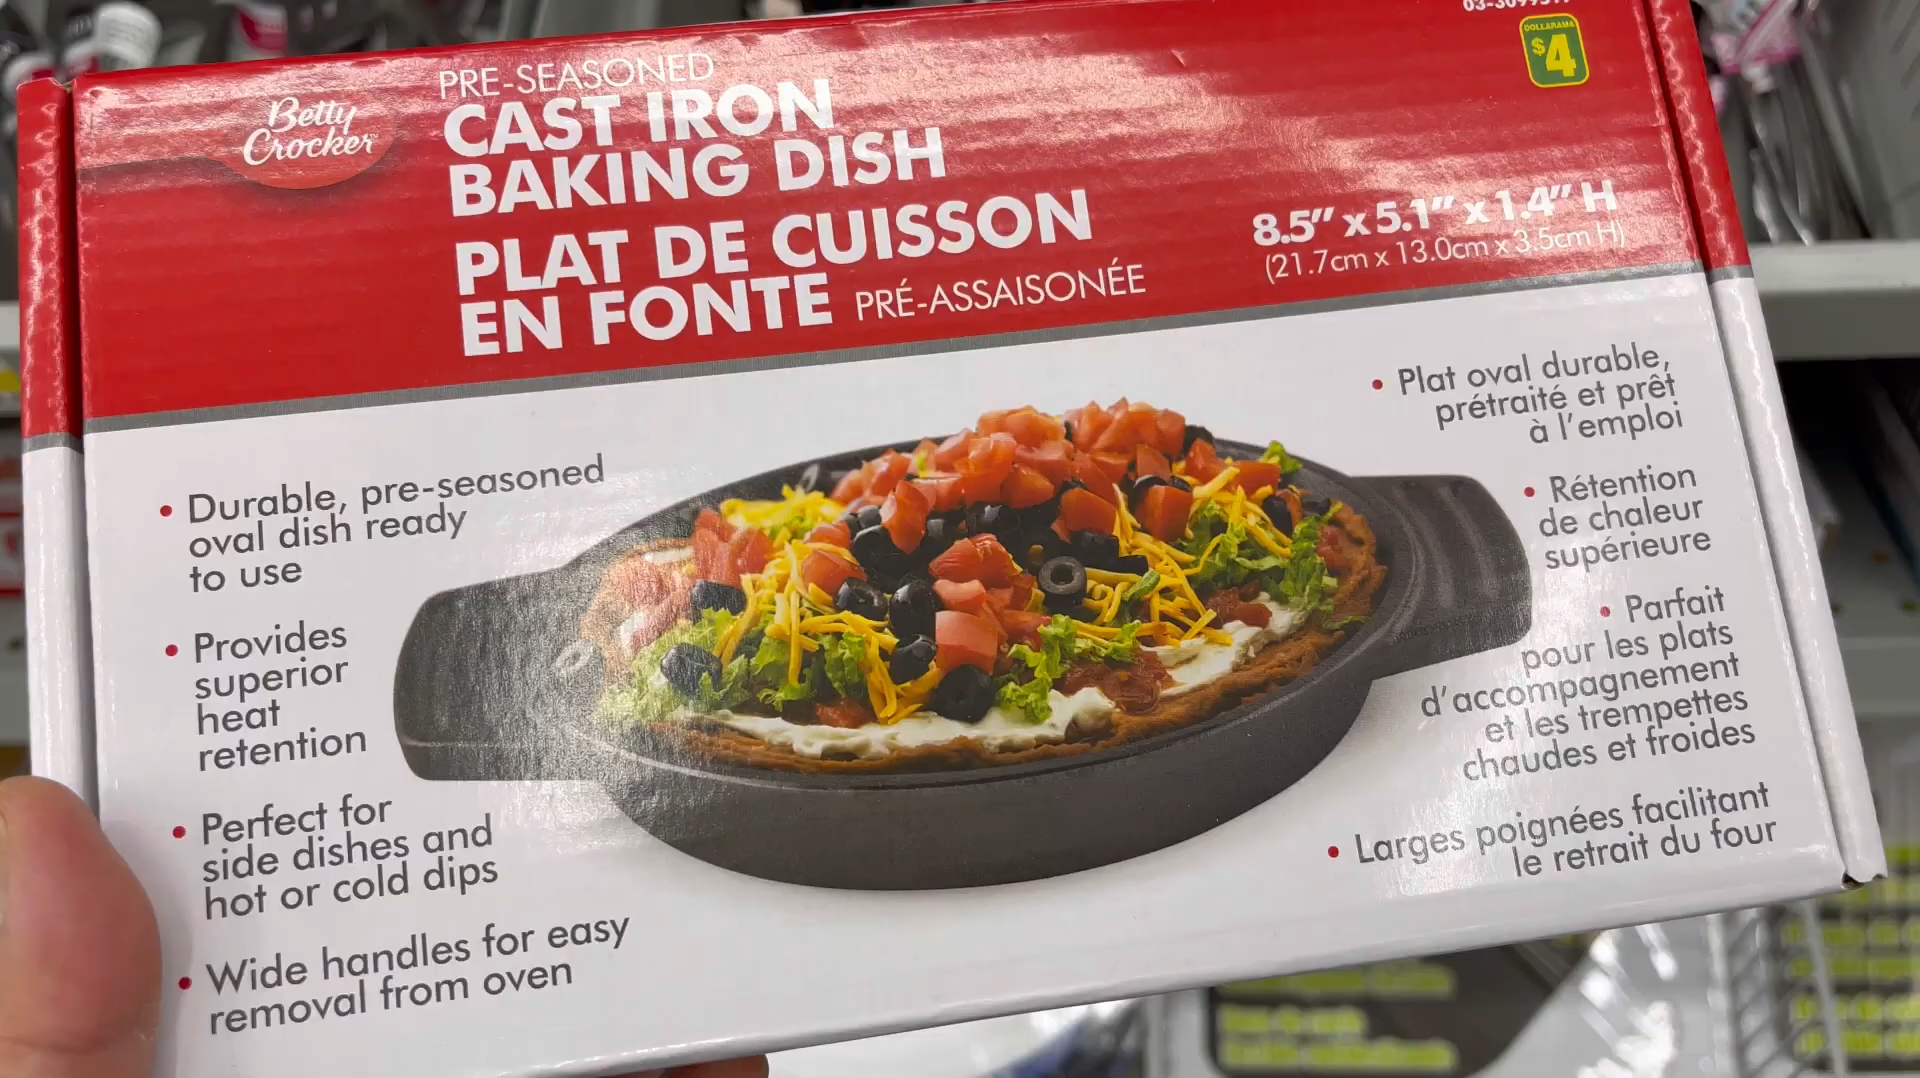 DOLLARAMA
$4
Betty
Crocker™
PRE-SEASONED
CAST IRON
BAKING DISH
PLAT DE CUISSON
EN FONTE PRÉ-ASSAISONÉE
8.5" x 5.1" x 1.4" H
(21.7cm x 13.0cm x 3.5cm H)
• Durable, pre-seasoned
oval dish ready
to use
• Provides
superior
heat
retention
• Perfect for
side dishes and
hot or cold dips
• Wide handles for easy
removal from oven
• Plat oval durable,
prétraité et prêt
à l'emploi
• Rétention
de chaleur
supérieure
• Parfait
pour les plats
d'accompagnement
et les trempettes
chaudes et froides
• Larges poignées facilitant
le retrait du four